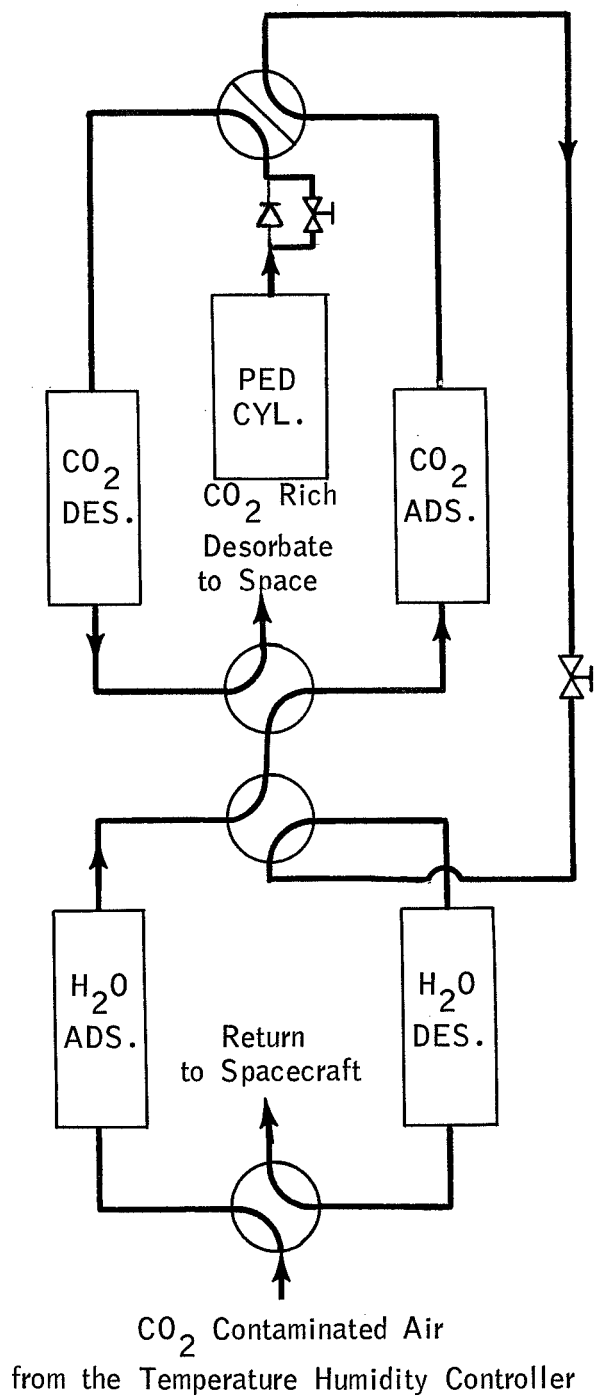 PED
CYL.
CO2
DES.
CO2
ADS.
CO2 Rich
Desorbate
to Space
H2O
ADS.
H2O
DES.
Return
to Spacecraft
CO2 Contaminated Air
from the Temperature Humidity Controller